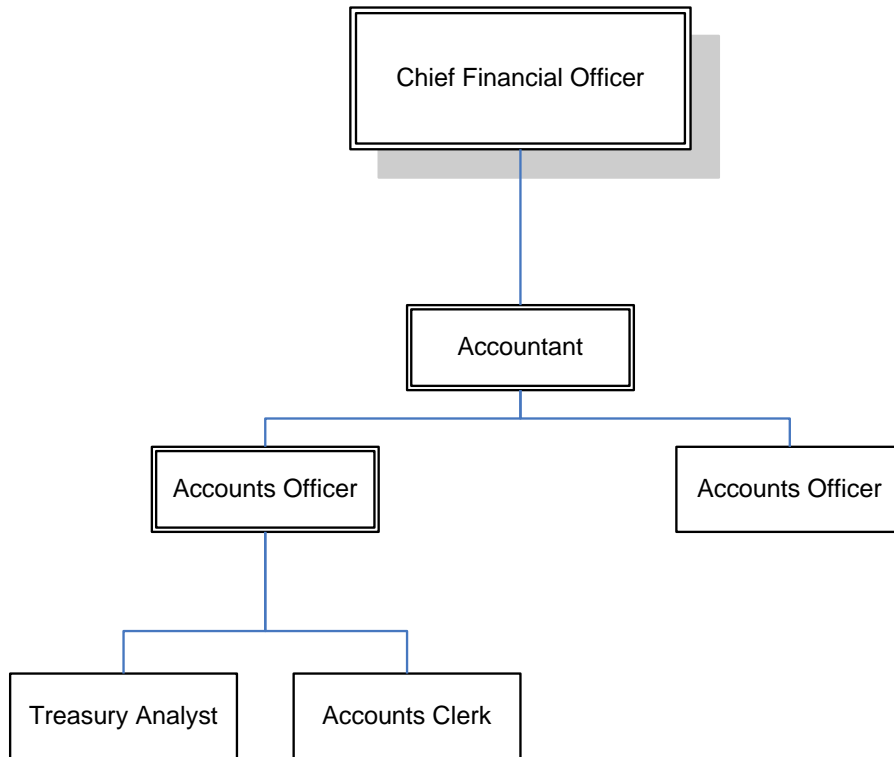 Chief Financial Officer
Accountant
Accounts Officer
Accounts Officer
Treasury Analyst
Accounts Clerk